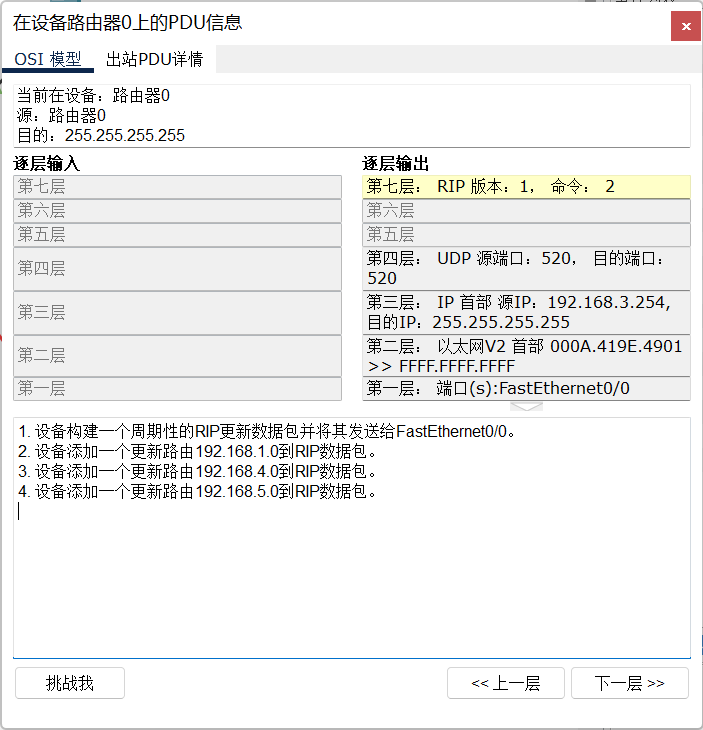 在设备路由器0上的PDU信息
×
OSI 模型
出站PDU详情
当前在设备：路由器0
源：路由器0
目的：255.255.255.255
逐层输入
第七层
第六层
第五层
第四层
第三层
第二层
第一层
逐层输出
第七层： RIP 版本：1， 命令： 2
第六层
第五层
第四层： UDP 源端口：520， 目的端口：
520
第三层： IP 首部 源IP：192.168.3.254,
目的IP：255.255.255.255
第二层： 以太网V2 首部 000A.419E.4901
>> FFFF.FFFF.FFFF
第一层： 端口(s):FastEthernet0/0
1. 设备构建一个周期性的RIP更新数据包并将其发送给FastEthernet0/0。
2. 设备添加一个更新路由192.168.1.0到RIP数据包。
3. 设备添加一个更新路由192.168.4.0到RIP数据包。
4. 设备添加一个更新路由192.168.5.0到RIP数据包。
挑战我
<< 上一层
下一层 >>